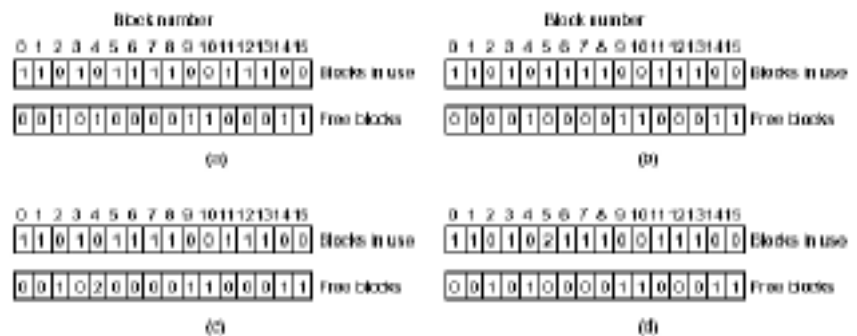 Block number
0 1 2 3 4 5 6 7 8 9 10 11 12 13 14 15
1 1 0 1 0 1 1 1 1 0 0 1 1 1 0 0 Blocks in use
0 0 1 0 1 0 0 0 0 1 1 0 0 0 1 1 Free blocks
(a)
Block number
0 1 2 3 4 5 6 7 8 9 10 11 12 13 14 15
1 1 0 1 0 1 1 1 1 0 0 1 1 1 0 0 Blocks in use
0 0 0 0 1 0 0 0 0 1 1 0 0 0 1 1 Free blocks
(b)
0 1 2 3 4 5 6 7 8 9 10 11 12 13 14 15
1 1 0 1 0 1 1 1 1 0 0 1 1 1 0 0 Blocks in use
0 0 1 0 2 0 0 0 0 1 1 0 0 0 1 1 Free blocks
(c)
0 1 2 3 4 5 6 7 8 9 10 11 12 13 14 15
1 1 0 1 0 2 1 1 1 0 0 1 1 1 0 0 Blocks in use
0 0 1 0 1 0 0 0 0 1 1 0 0 0 1 1 Free blocks
(d)